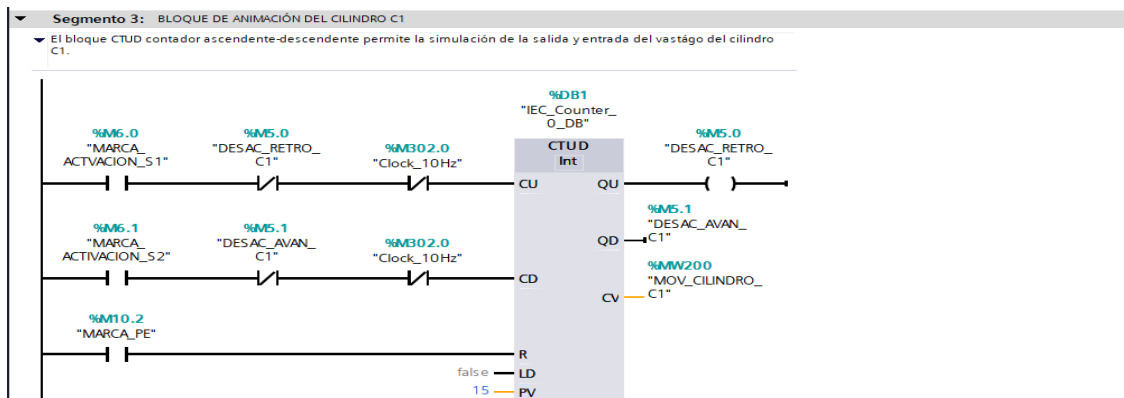 Segmento 3: BLOQUE DE ANIMACIÓN DEL CILINDRO C1
El bloque CTUD contador ascendente-descendente permite la simulación de la salida y entrada del vastágo del cilindro
C1.
%DB1
"IEC_Counter_
0_DB"
%M6.0
"MARCA_
ACTVACION_S1"
%M5.0
"DESAC_RETRO_
C1"
%M302.0
"Clock_10Hz"
CTUD
Int
%M5.0
"DESAC_RETRO_
C1"
CU
QU
%M6.1
"MARCA_
ACTIVACION_S2"
%M5.1
"DESAC_AVAN_
C1"
%M302.0
"Clock_10Hz"
%M5.1
"DESAC_AVAN_
C1"
QD
CD
%MW200
"MOV_CILINDRO_
C1"
CV
%M10.2
"MARCA_PE"
R
false LD
15 PV